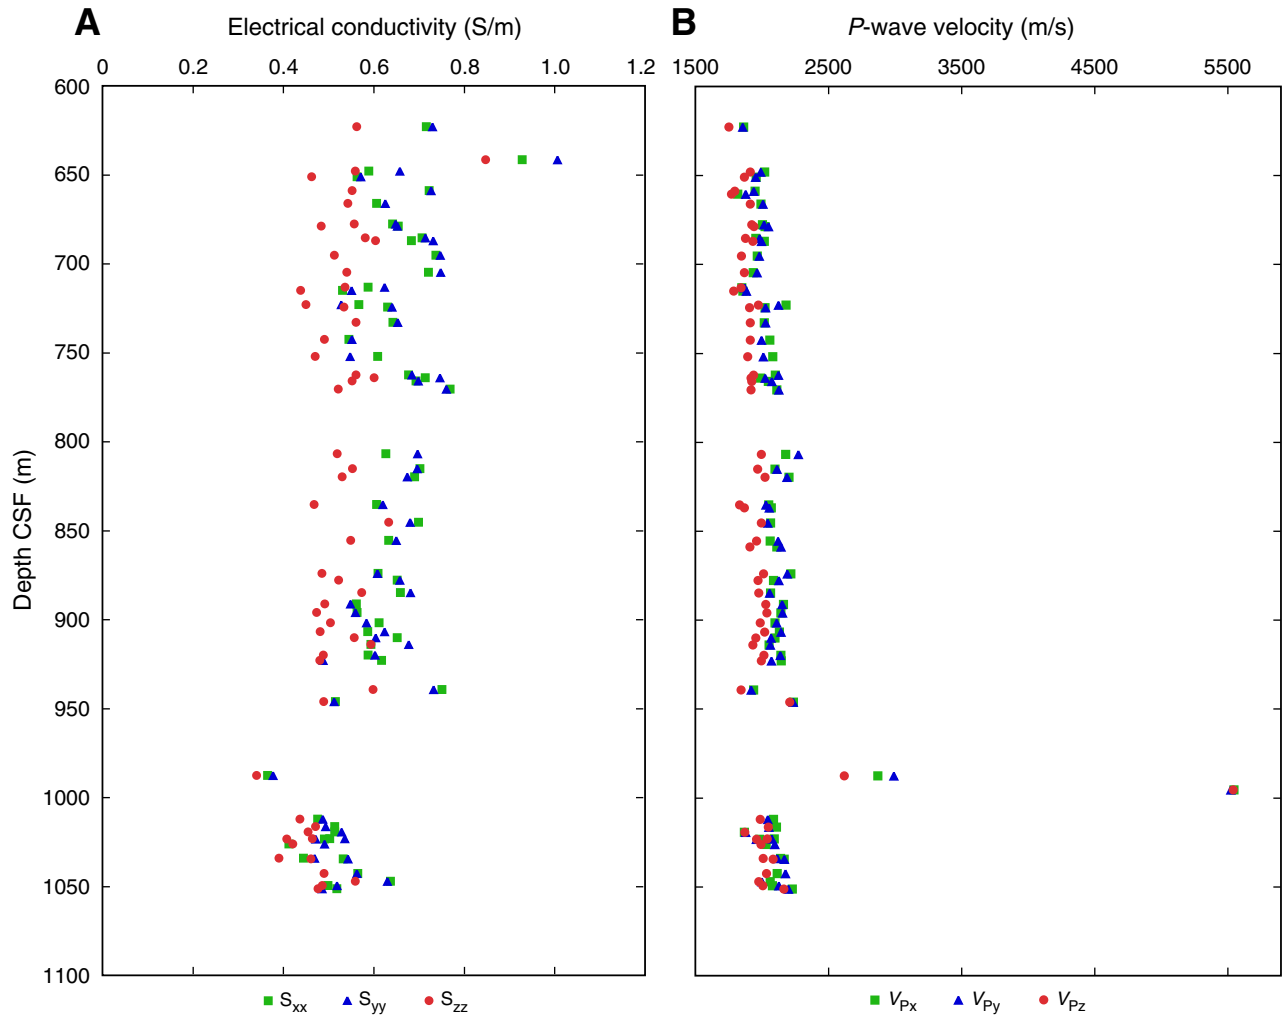 A Electrical conductivity (S/m)
0 0.2 0.4 0.6 0.8 1.0 1.2
B P-wave velocity (m/s)
1500 2500 3500 4500 5500
Depth CSF (m)
600
650
700
750
800
850
900
950
1000
1050
1100
Sxx Syy Szz
VPx VPy VPz